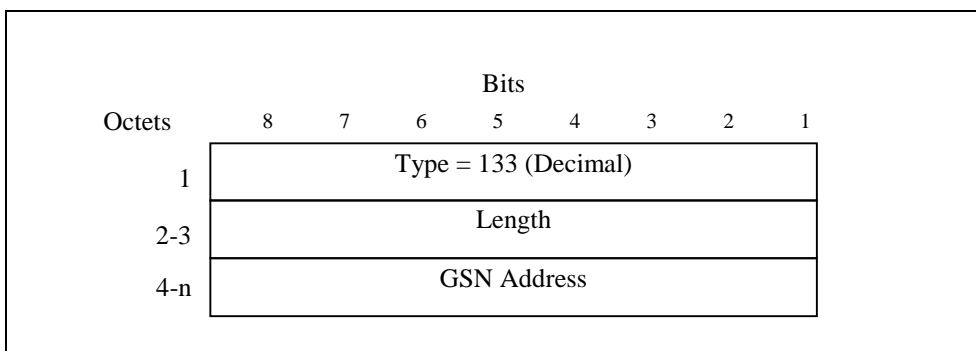 Bits
Octets 8 7 6 5 4 3 2 1
1 Type = 133 (Decimal)
2-3 Length
4-n GSN Address